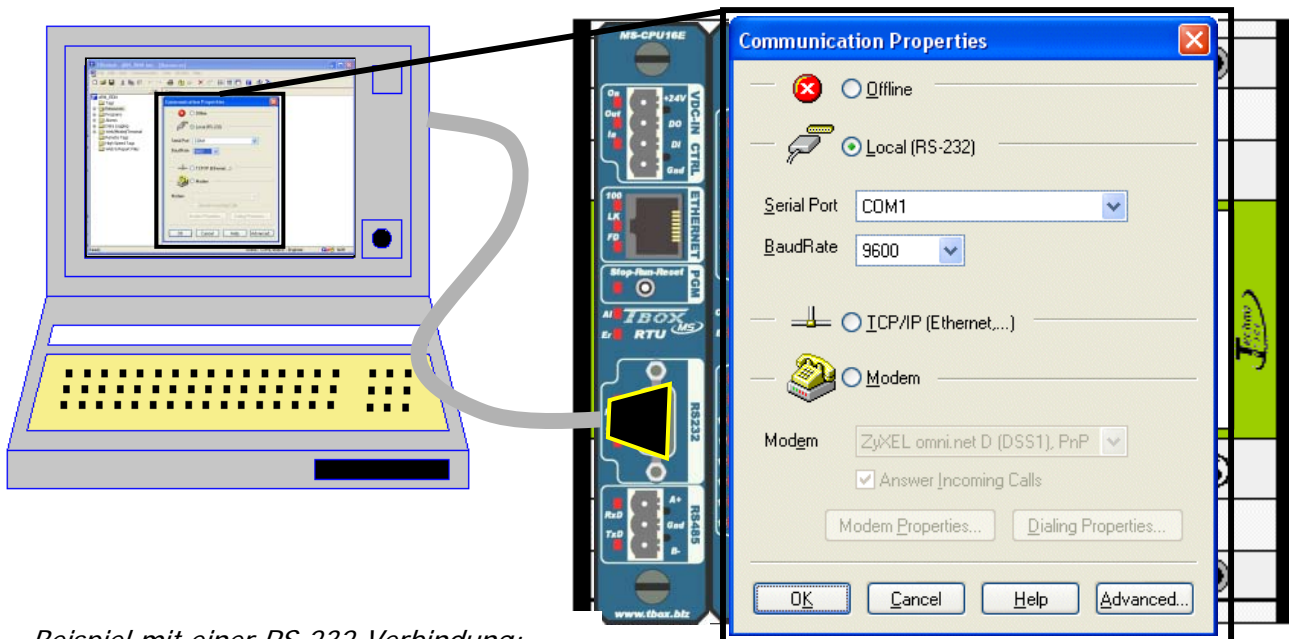 MS-CPU16E
On
Out
In
+24V
DO
DI
Gnd
VDC-IN CTRL
100
LK
FD
ETHERNET
Stop-Run-Reset
PGM
Al
TBOX MS
Er
RTU
RS232
RxD
TxD
A+
Gnd
B-
RS485
www.tbox.biz
Communication Properties
Offline
Local (RS-232)
Serial Port COM1
BaudRate 9600
TCP/IP (Ethernet,...)
Modem
Modem ZyXEL omni.net D (DSS1), PnP
Answer Incoming Calls
Modem Properties... Dialing Properties...
OK Cancel Help Advanced...
Techno
Beispiel mit einer RS-232 Verbindung: